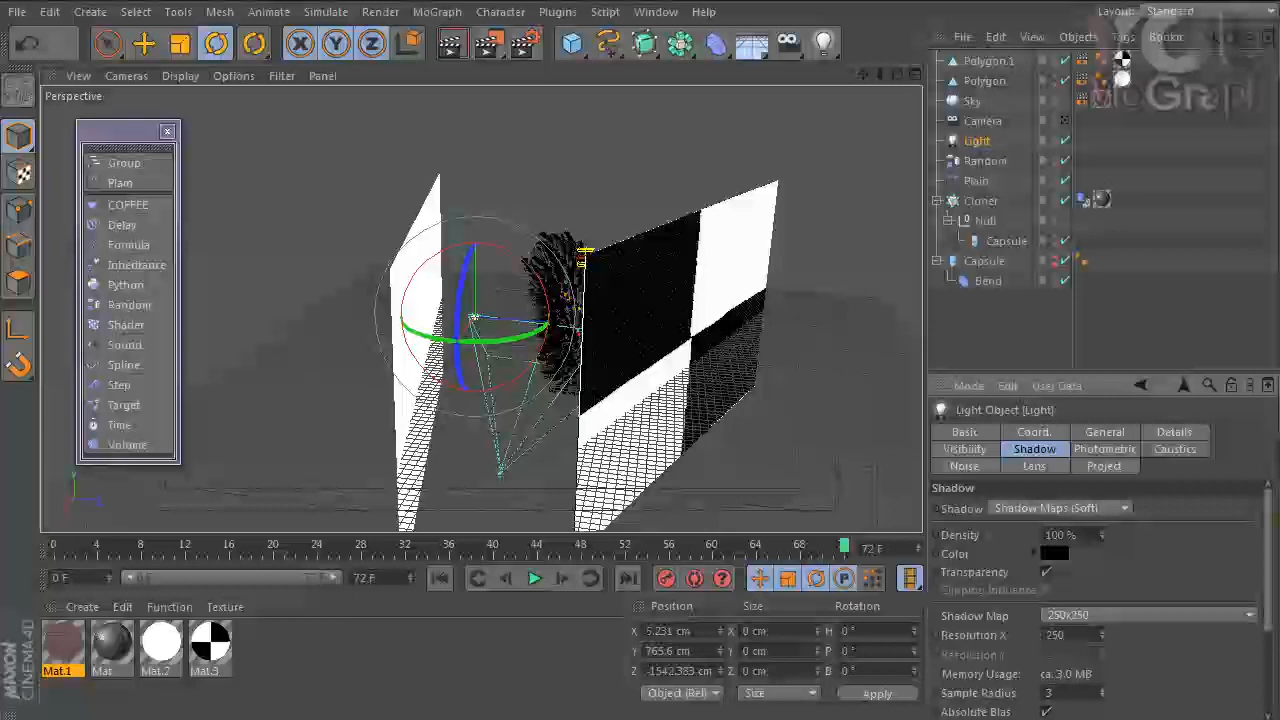 File Edit Create Select Tools Mesh Animate Simulate Render MoGraph Character Plugins Script Window Help
Layout: Standard
File Edit View Objects Tags Bookm
View Cameras Display Options Filter Panel
Perspective
Group
Plain
COFFEE
Delay
Formula
Inheritance
Python
Random
Shader
Sound
Spline
Step
Target
Time
Volume
Polygon.1
Polygon
Sky
Camera
Light
Random
Plain
Cloner
Null
Capsule
Capsule
Bend
MoGraph
Mode Edit User Data
Light Object [Light]
Basic Coord. General Details
Visibility Shadow Photometric Caustics
Noise Lens Project
Shadow
Shadow Shadow Maps (Soft)
Density 100 %
Color
Transparency
Clipping Influence
Shadow Map 250x250
Resolution X 250
Resolution Y
Memory Usage: ca. 3.0 MB
Sample Radius 3
Absolute Bias
0 4 8 12 16 20 24 28 32 36 40 44 48 52 56 60 64 68 72 F
0 F 72 F
Create Edit Function Texture
Mat.1 Mat Mat.2 Mat.3
Position Size Rotation
X 5.231 cm X 0 cm H 0 °
Y 765.6 cm Y 0 cm P 0 °
Z -1542.383 cm Z 0 cm B 0 °
Object (Rel) Size Apply
MAXON
CINEMA 4D